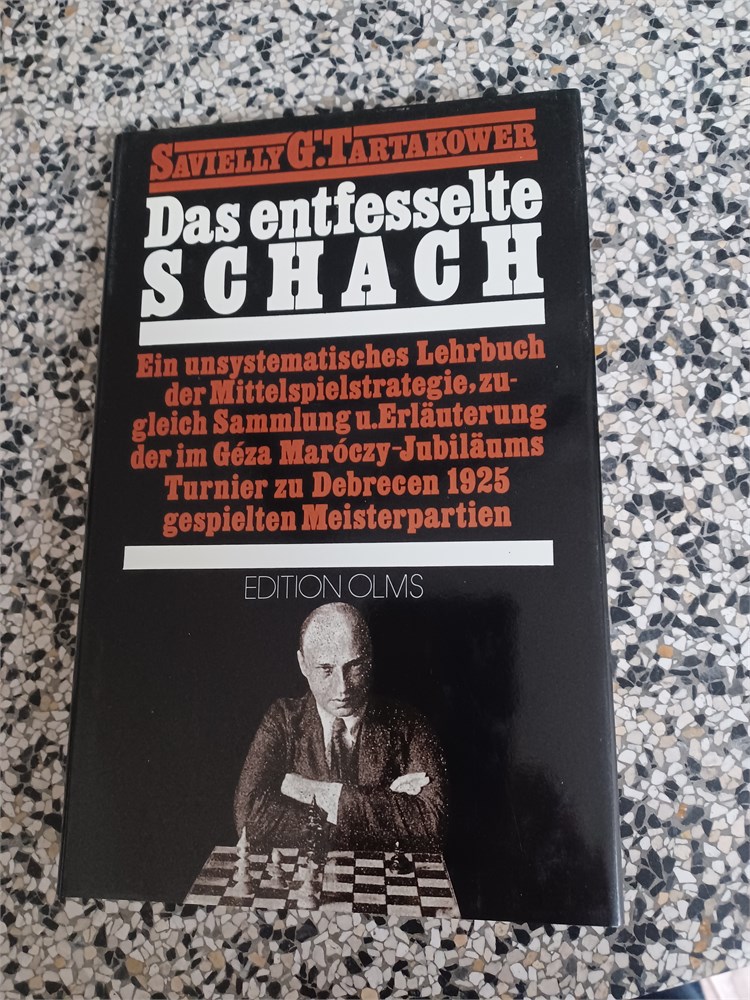 SAVIELLY G. TARTAKOWER
Das entfesselte
SCHACH
Ein unsystematisches Lehrbuch
der Mittelspielstrategie, zu-
gleich Sammlung u. Erläuterung
der im Géza Maróczy-Jubiläums
Turnier zu Debrecen 1925
gespielten Meisterpartien
EDITION OLMS